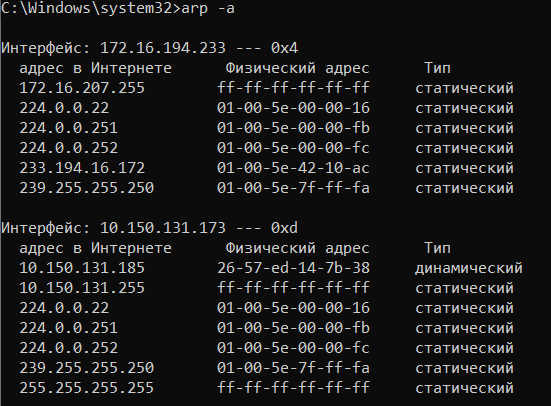 C:\Windows\system32>arp -a
Интерфейс: 172.16.194.233 --- 0x4
адрес в Интернете Физический адрес Тип
172.16.207.255 ff-ff-ff-ff-ff-ff статический
224.0.0.22 01-00-5e-00-00-16 статический
224.0.0.251 01-00-5e-00-00-fb статический
224.0.0.252 01-00-5e-00-00-fc статический
233.194.16.172 01-00-5e-42-10-ac статический
239.255.255.250 01-00-5e-7f-ff-fa статический
Интерфейс: 10.150.131.173 --- 0xd
адрес в Интернете Физический адрес Тип
10.150.131.185 26-57-ed-14-7b-38 динамический
10.150.131.255 ff-ff-ff-ff-ff-ff статический
224.0.0.22 01-00-5e-00-00-16 статический
224.0.0.251 01-00-5e-00-00-fb статический
224.0.0.252 01-00-5e-00-00-fc статический
239.255.255.250 01-00-5e-7f-ff-fa статический
255.255.255.255 ff-ff-ff-ff-ff-ff статический